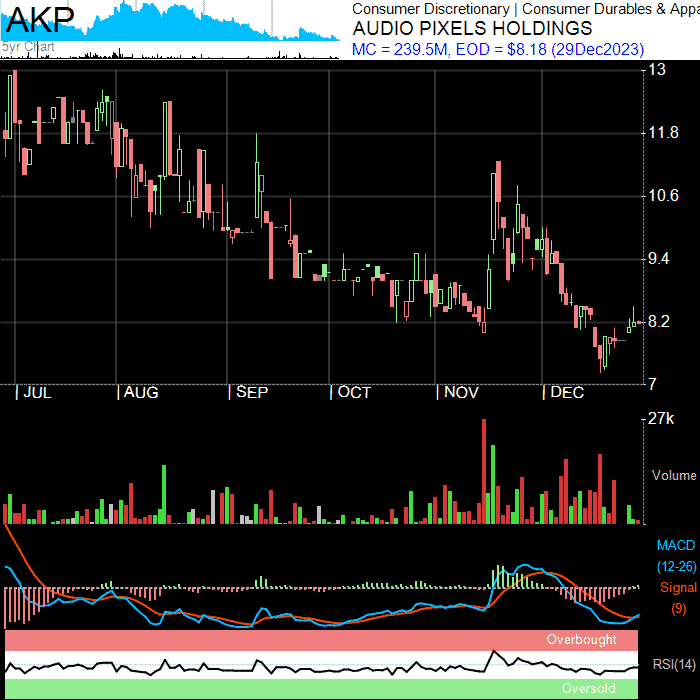 AKP
5yr Chart
Consumer Discretionary | Consumer Durables & Appa
AUDIO PIXELS HOLDINGS
MC = 239.5M, EOD = $8.18 (29Dec2023)
13
11.8
10.6
9.4
8.2
7
JUL
AUG
SEP
OCT
NOV
DEC
27k
Volume
MACD
(12-26)
Signal
(9)
Overbought
RSI(14)
Oversold